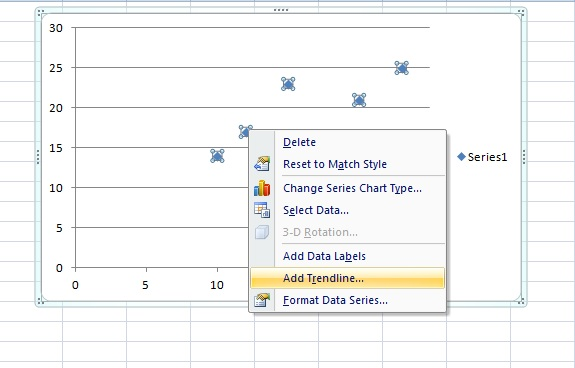 30
25
20
15
10
5
0
0 5 10
Series1
Delete
Reset to Match Style
Change Series Chart Type...
Select Data...
3-D Rotation...
Add Data Labels
Add Trendline...
Format Data Series...